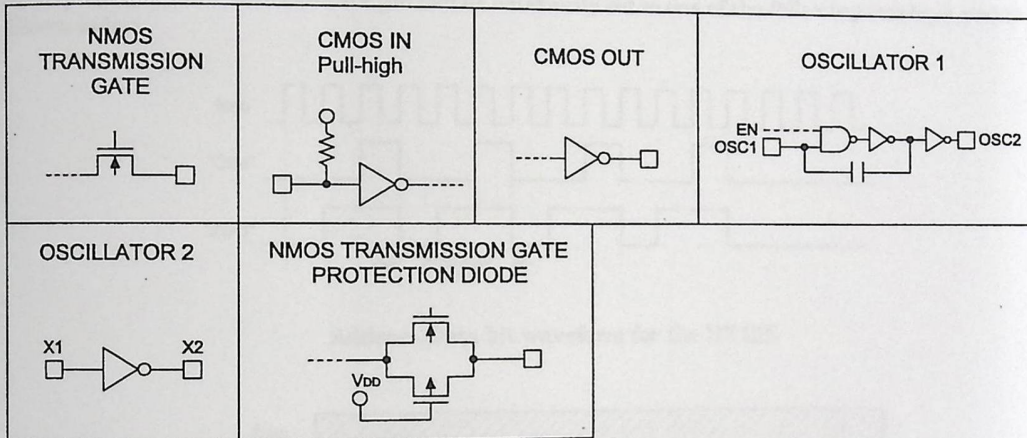 NMOS
TRANSMISSION
GATE
CMOS IN
Pull-high
CMOS OUT
OSCILLATOR 1
EN
OSC1
OSC2
OSCILLATOR 2
X1
X2
NMOS TRANSMISSION GATE
PROTECTION DIODE
VDD